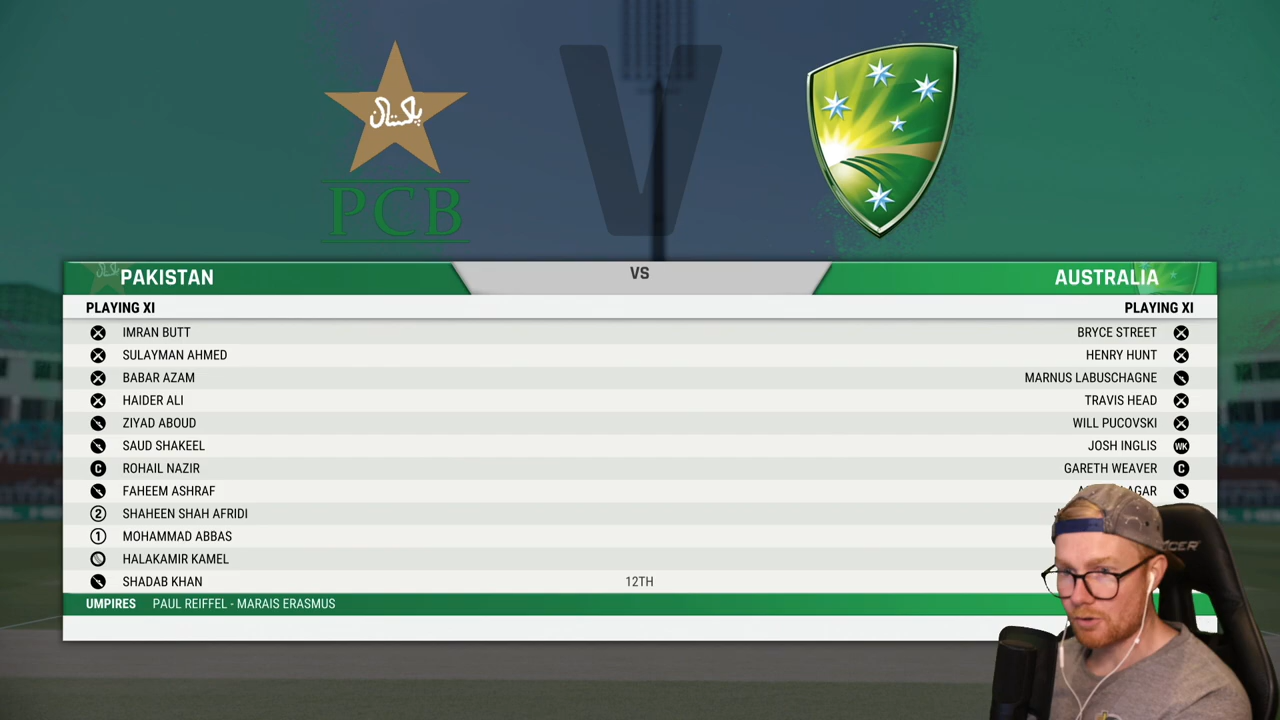 V
پاکستان
PCB
PAKISTAN
VS
AUSTRALIA
PLAYING XI
PLAYING XI
IMRAN BUTT
BRYCE STREET
SULAYMAN AHMED
HENRY HUNT
BABAR AZAM
MARNUS LABUSCHAGNE
HAIDER ALI
TRAVIS HEAD
ZIYAD ABOUD
WILL PUCOVSKI
SAUD SHAKEEL
JOSH INGLIS WK
C ROHAIL NAZIR
GARETH WEAVER C
FAHEEM ASHRAF
2 SHAHEEN SHAH AFRIDI
1 MOHAMMAD ABBAS
HALAKAMIR KAMEL
SHADAB KHAN
12TH
UMPIRES PAUL REIFFEL - MARAIS ERASMUS